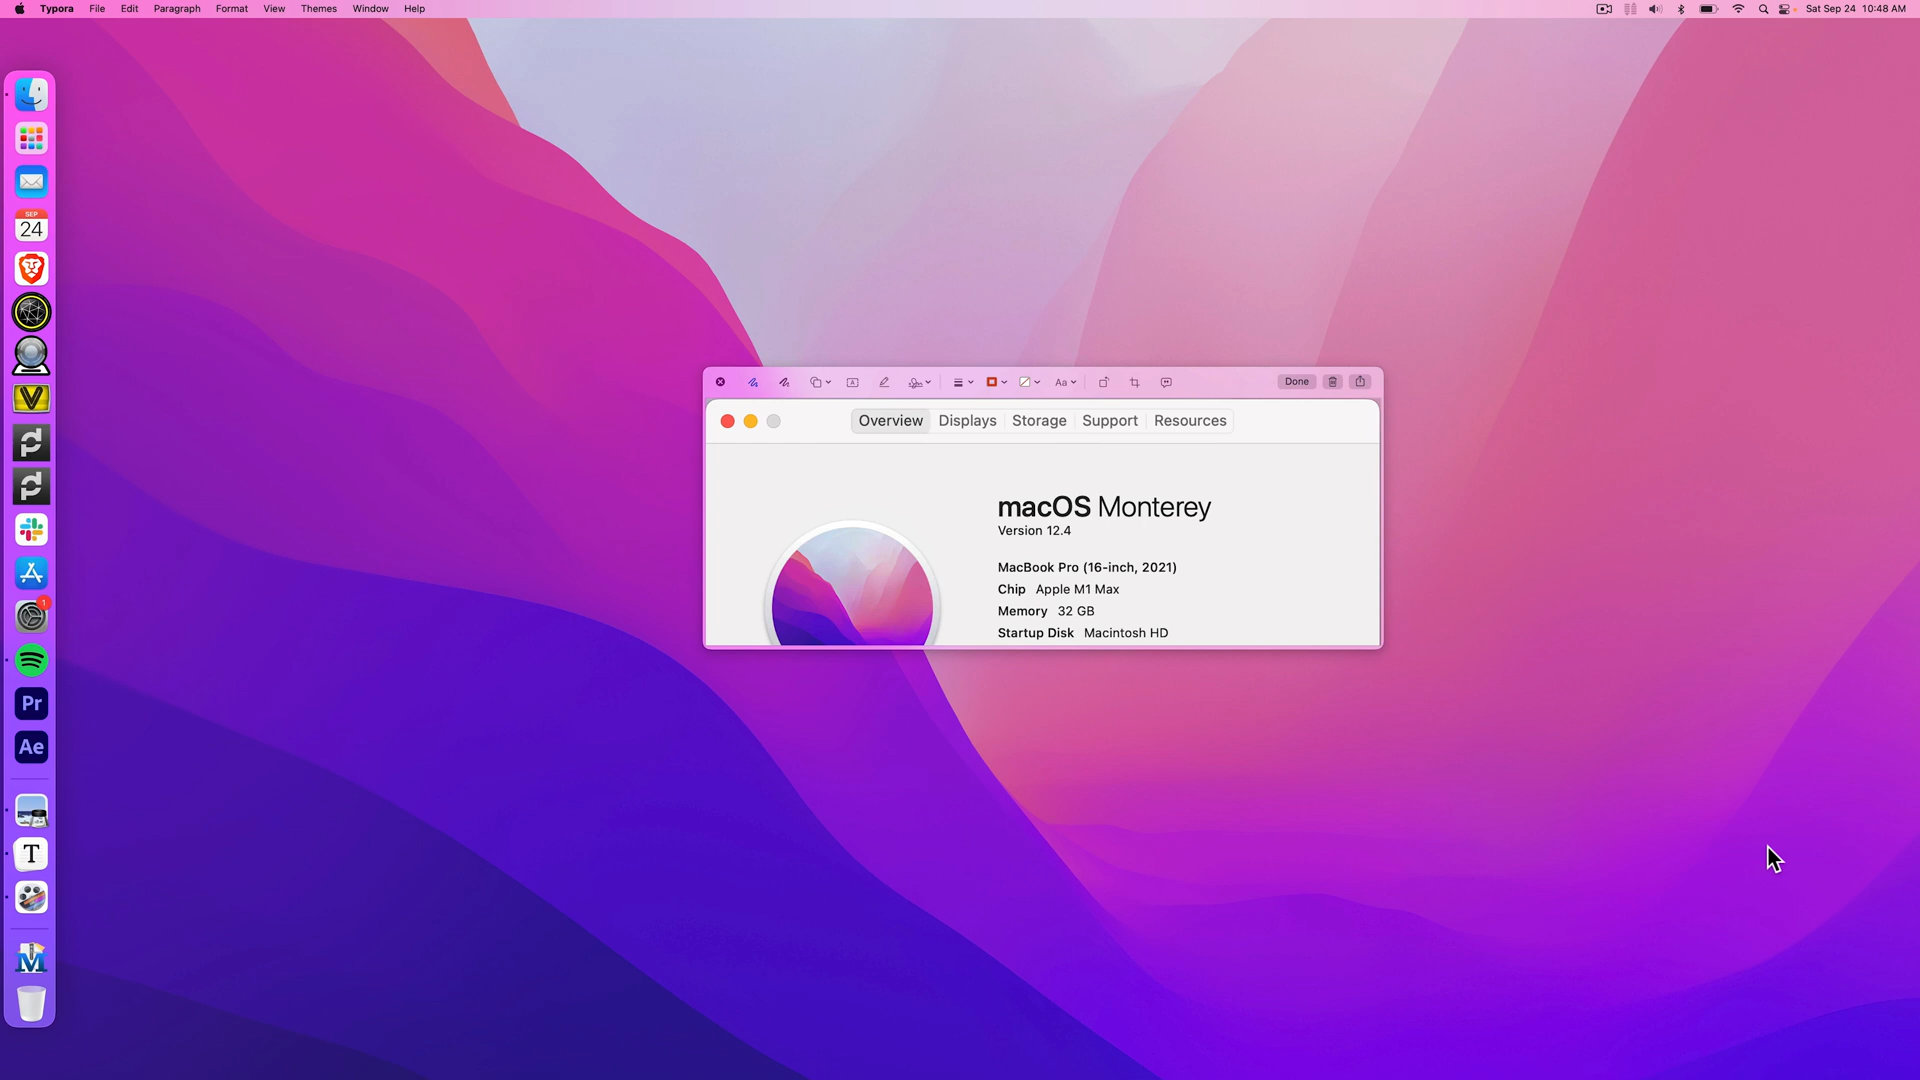 Typora File Edit Paragraph Format View Themes Window Help
Sat Sep 24 10:48 AM
SEP
24
1
Pr
Ae
T
Aa
Done
Overview Displays Storage Support Resources
macOS Monterey
Version 12.4
MacBook Pro (16-inch, 2021)
Chip Apple M1 Max
Memory 32 GB
Startup Disk Macintosh HD